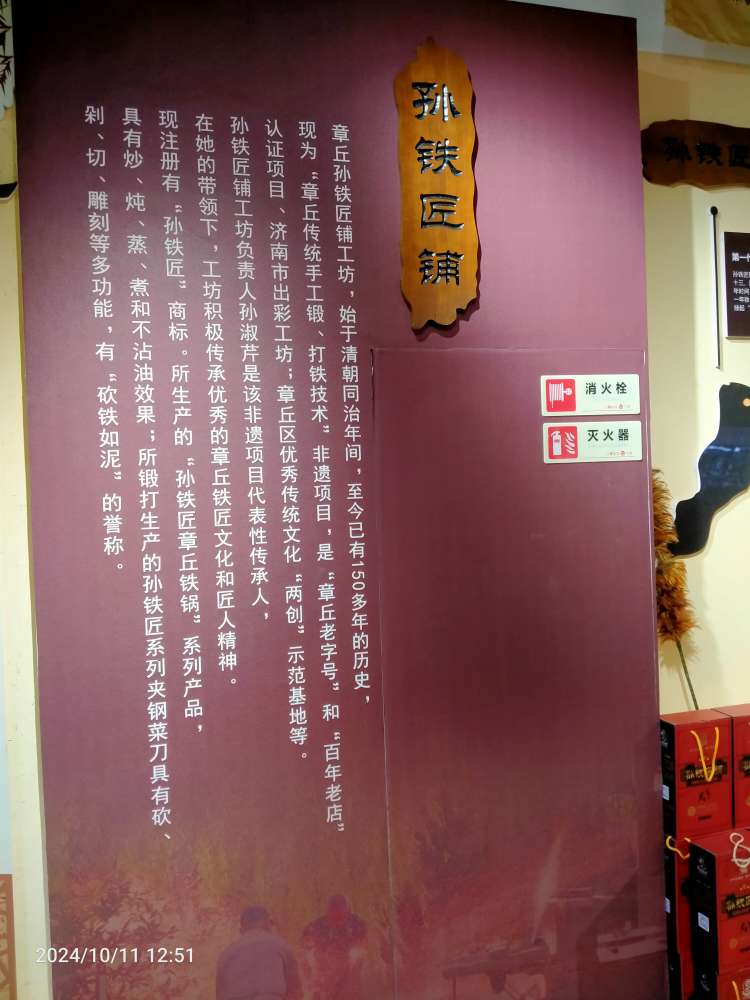 孙铁匠铺
章丘孙铁匠铺工坊，始于清朝同治年间，至今已有150多年的历史，
现为“章丘传统手工锻、打铁技术”非遗项目，是“章丘老字号”和“百年老店”
认证项目、济南市出彩工坊；章丘区优秀传统文化“两创”示范基地等。
孙铁匠铺工坊负责人孙淑芹是该非遗项目代表性传承人，
在她的带领下，工坊积极传承优秀的章丘铁匠文化和匠人精神。
现注册有“孙铁匠”商标。所生产的“孙铁匠章丘铁锅”系列产品，
具有炒、炖、蒸、煮和不沾油效果；所锻打生产的孙铁匠系列夹钢菜刀具有砍、
剁、切、雕刻等多功能，有“砍铁如泥”的誉称。
消火栓
灭火器
孙铁匠
第一代
2024/10/11 12:51